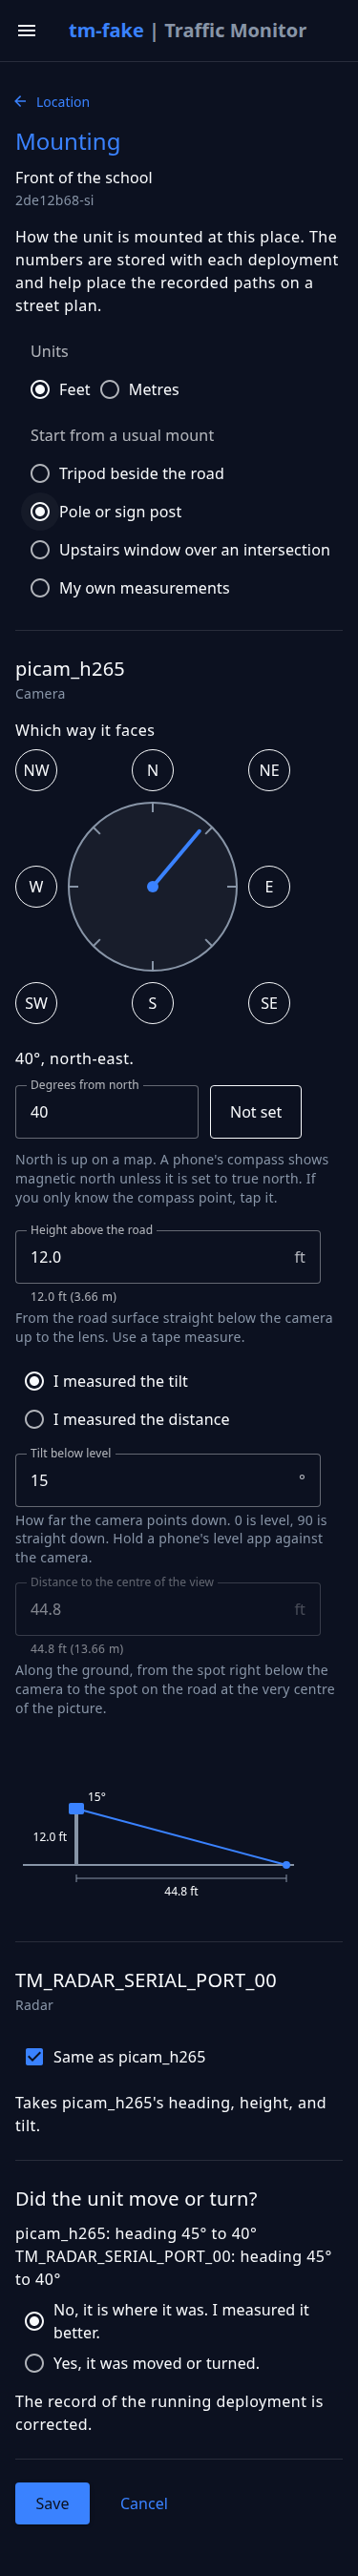 tm-fake | Traffic Monitor
Location
Mounting
Front of the school
2de12b68-si
How the unit is mounted at this place. The
numbers are stored with each deployment
and help place the recorded paths on a
street plan.
Units
Feet
Metres
Start from a usual mount
Tripod beside the road
Pole or sign post
Upstairs window over an intersection
My own measurements
picam_h265
Camera
Which way it faces
NW
N
NE
W
E
SW
S
SE
40°, north-east.
Degrees from north
40
Not set
North is up on a map. A phone's compass shows
magnetic north unless it is set to true north. If
you only know the compass point, tap it.
Height above the road
12.0 ft
12.0 ft (3.66 m)
From the road surface straight below the camera
up to the lens. Use a tape measure.
I measured the tilt
I measured the distance
Tilt below level
15 °
How far the camera points down. 0 is level, 90 is
straight down. Hold a phone's level app against
the camera.
Distance to the centre of the view
44.8 ft
44.8 ft (13.66 m)
Along the ground, from the spot right below the
camera to the spot on the road at the very centre
of the picture.
15°
12.0 ft
44.8 ft
TM_RADAR_SERIAL_PORT_00
Radar
Same as picam_h265
Takes picam_h265's heading, height, and
tilt.
Did the unit move or turn?
picam_h265: heading 45° to 40°
TM_RADAR_SERIAL_PORT_00: heading 45°
to 40°
No, it is where it was. I measured it
better.
Yes, it was moved or turned.
The record of the running deployment is
corrected.
Save
Cancel